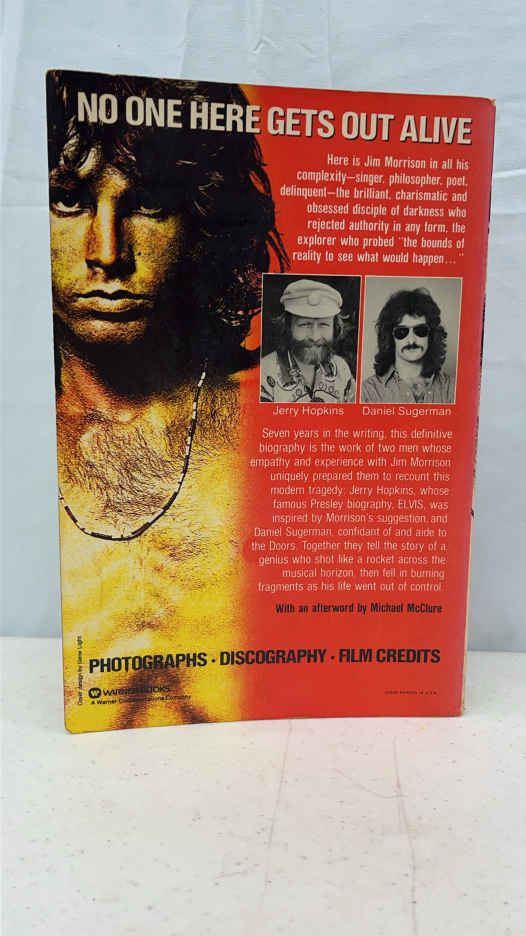 NO ONE HERE GETS OUT ALIVE
Here is Jim Morrison in all his
complexity—singer, philosopher, poet,
delinquent—the brilliant, charismatic and
obsessed disciple of darkness who
rejected authority in any form, the
explorer who probed "the bounds of
reality to see what would happen..."
Jerry Hopkins Daniel Sugerman
Seven years in the writing, this definitive
biography is the work of two men whose
empathy and experience with Jim Morrison
uniquely prepared them to recount this
modern tragedy: Jerry Hopkins, whose
famous Presley biography, ELVIS, was
inspired by Morrison's suggestion, and
Daniel Sugerman, confidant of and aide to
the Doors. Together they tell the story of a
genius who shot like a rocket across the
musical horizon, then fell in burning
fragments as his life went out of control.
With an afterword by Michael McClure
Cover design by Gene Light
PHOTOGRAPHS · DISCOGRAPHY · FILM CREDITS
WARNER BOOKS
A Warner Communications Company